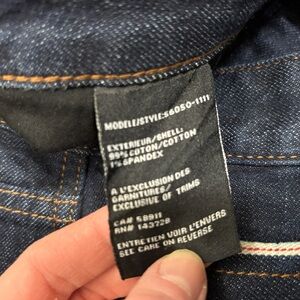 MODELE/STYLE:56050-1111
EXTERIEUR/SHELL:
99% COTON/COTTON
1% SPANDEX
A L'EXCLUSION DES
GARNITURES/
EXCLUSIVE OF TRIMS
CA# 58911
RN# 143728
ENTRETIEN VOIR L'ENVERS
SEE CARE ON REVERSE